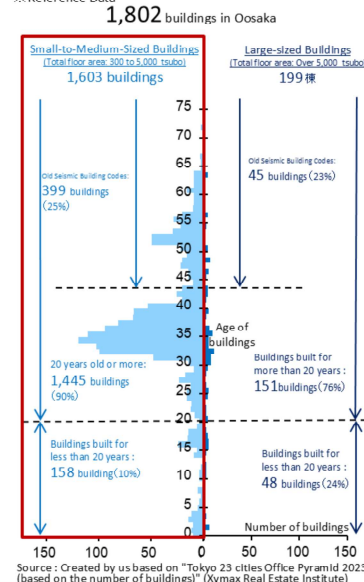 ※Reference Data
1,802 buildings in Oosaka
Small-to-Medium-Sized Buildings
(Total floor area: 300 to 5,000 tsubo)
1,603 buildings
Large-sized Buildings
(Total floor area: Over 5,000 tsubo)
199棟
75
70
65
60
55
50
45
40
35
30
25
20
15
10
5
0
Old Seismic Building Codes:
399 buildings
(25%)
Old Seismic Building Codes:
45 buildings(23%)
Age of
buildings
20 years old or more:
1,445 buildings
(90%)
Buildings built for
more than 20 years :
151buildings(76%)
Buildings built for
less than 20 years :
158 building(10%)
Buildings built for
less than 20 years :
48 buildings(24%)
Number of buildings
150 100 50 0 50 100 150
Source : Created by us based on "Tokyo 23 cities Office Pyramid 2025
(based on the number of buildings)" (Xymax Real Estate Institute)